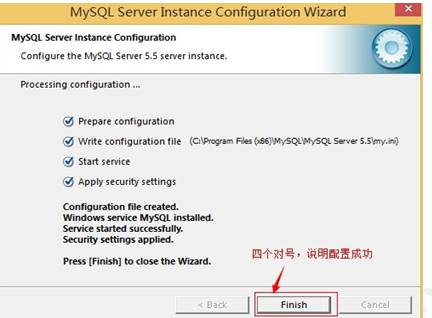 MySQL Server Instance Configuration Wizard
MySQL Server Instance Configuration
Configure the MySQL Server 5.5 server instance.
Processing configuration ...
Prepare configuration
Write configuration file (C:\Program Files (x86)\MySQL\MySQL Server 5.5\my.ini)
Start service
Apply security settings
Configuration file created.
Windows service MySQL installed.
Service started successfully.
Security settings applied.
Press [Finish] to close the Wizard.
四个对号，说明配置成功
< Back
Finish
Cancel